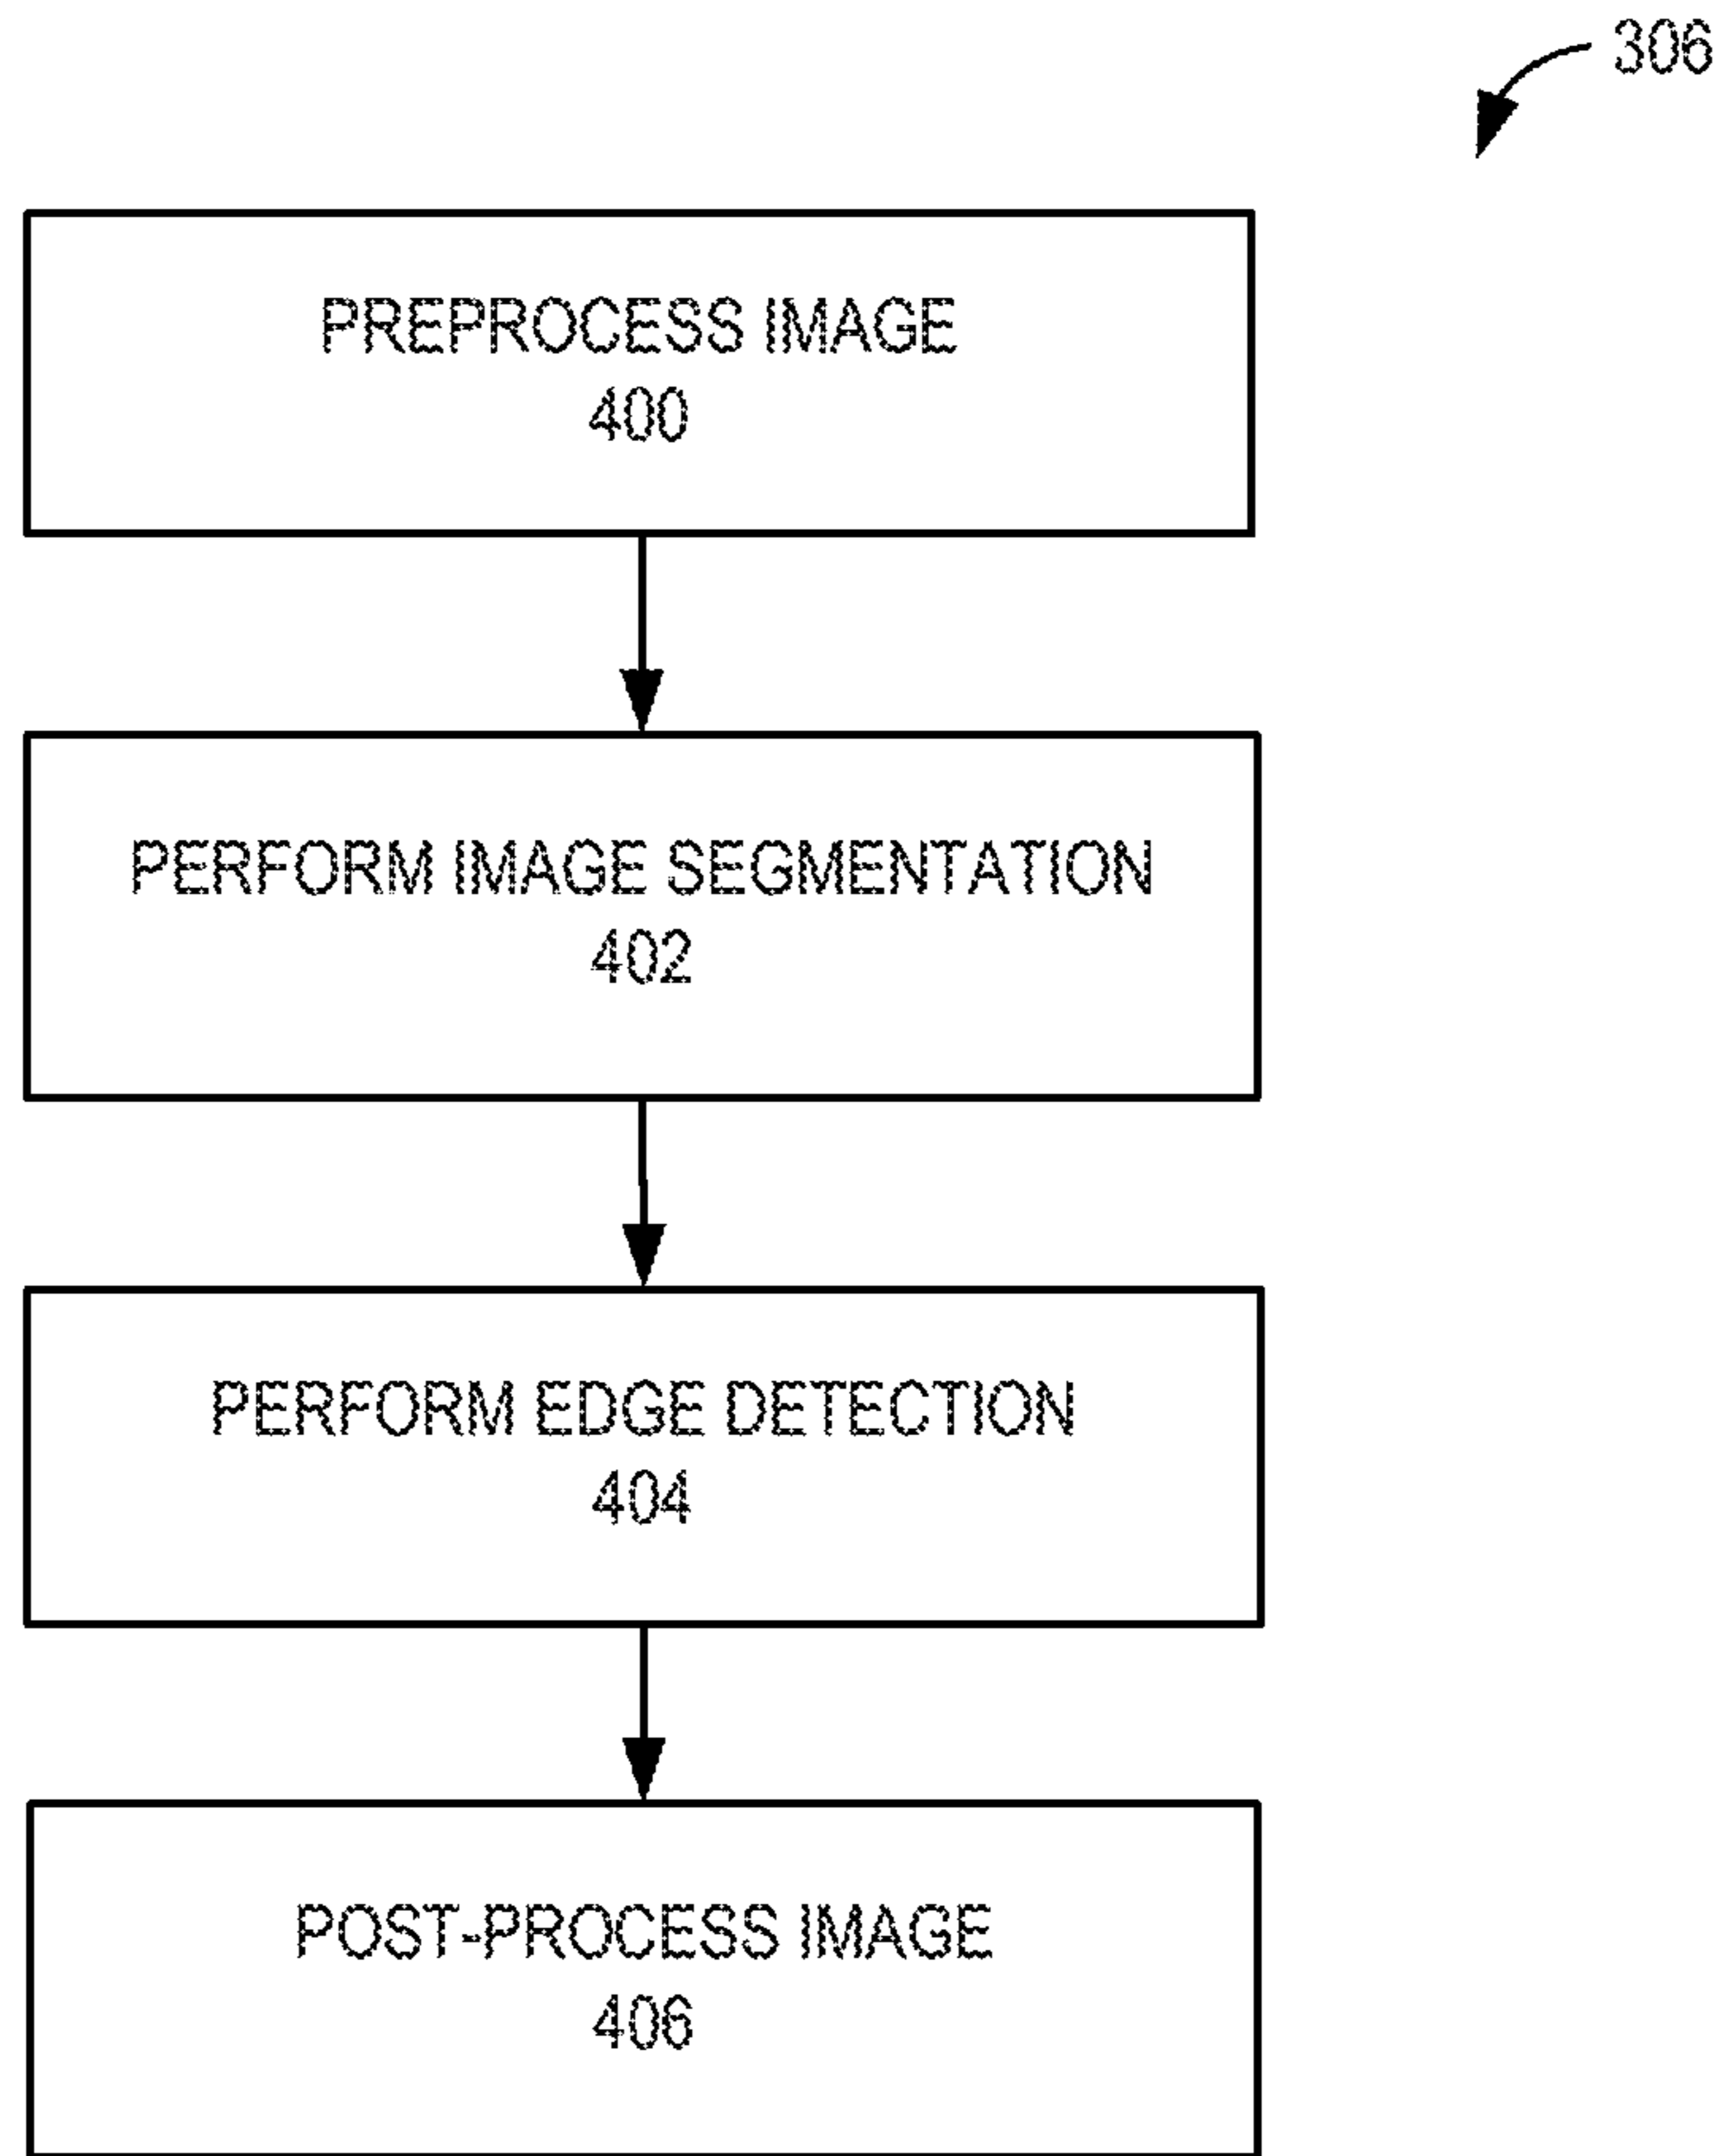 306
PREPROCESS IMAGE
400
PERFORM IMAGE SEGMENTATION
402
PERFORM EDGE DETECTION
404
POST-PROCESS IMAGE
406